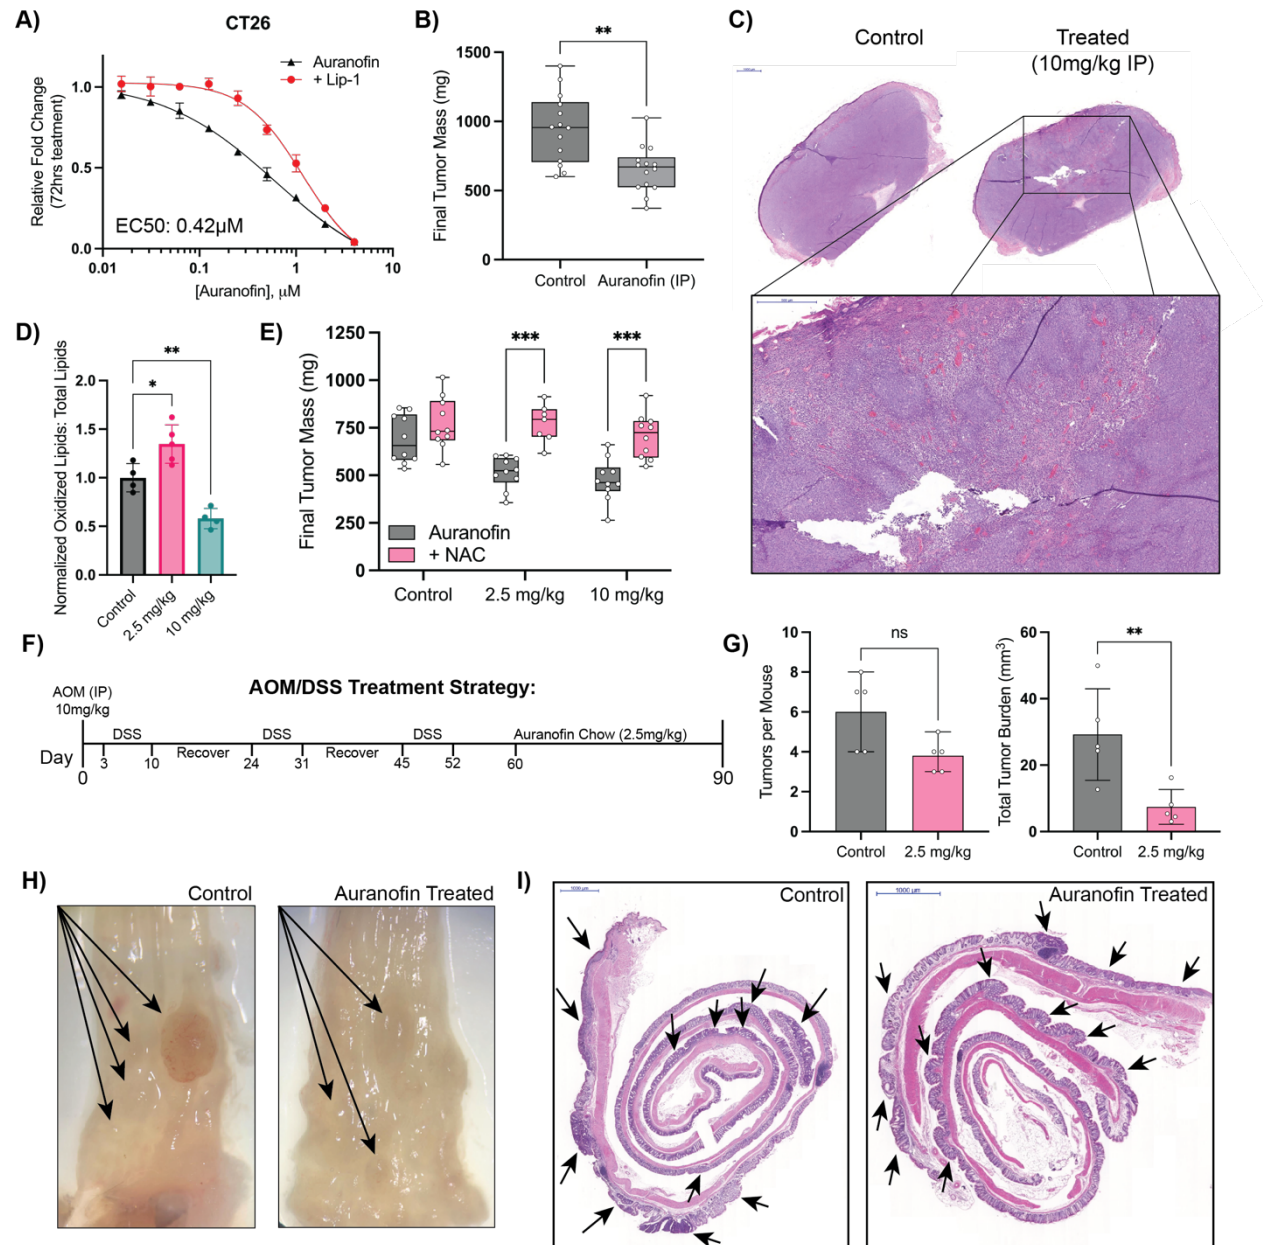 A)
CT26
Relative Fold Change
(72hrs teatment)
1.0
0.5
0.0
Auranofin
+ Lip-1
EC50: 0.42µM
0.01
0.1
1
10
[Auranofin], µM
B)
**
Final Tumor Mass (mg)
1500
1000
500
0
Control
Auranofin (IP)
C)
Control
Treated
(10mg/kg IP)
D)
Normalized Oxidized Lipids: Total Lipids
**
*
2.0
1.5
1.0
0.5
0.0
Control
2.5 mg/kg
10 mg/kg
E)
Final Tumor Mass (mg)
1250
1000
750
500
250
0
***
***
Auranofin
+ NAC
Control
2.5 mg/kg
10 mg/kg
F)
AOM/DSS Treatment Strategy:
AOM (IP)
10mg/kg
DSS
DSS
DSS
Auranofin Chow (2.5mg/kg)
Recover
Recover
Day
0
3
10
24
31
45
52
60
90
G)
Tumors per Mouse
10
8
6
4
2
0
ns
Control
2.5 mg/kg
Total Tumor Burden (mm3)
60
40
20
0
**
Control
2.5 mg/kg
H)
Control
Auranofin Treated
I)
1000 µm
Control
1000 µm
Auranofin Treated